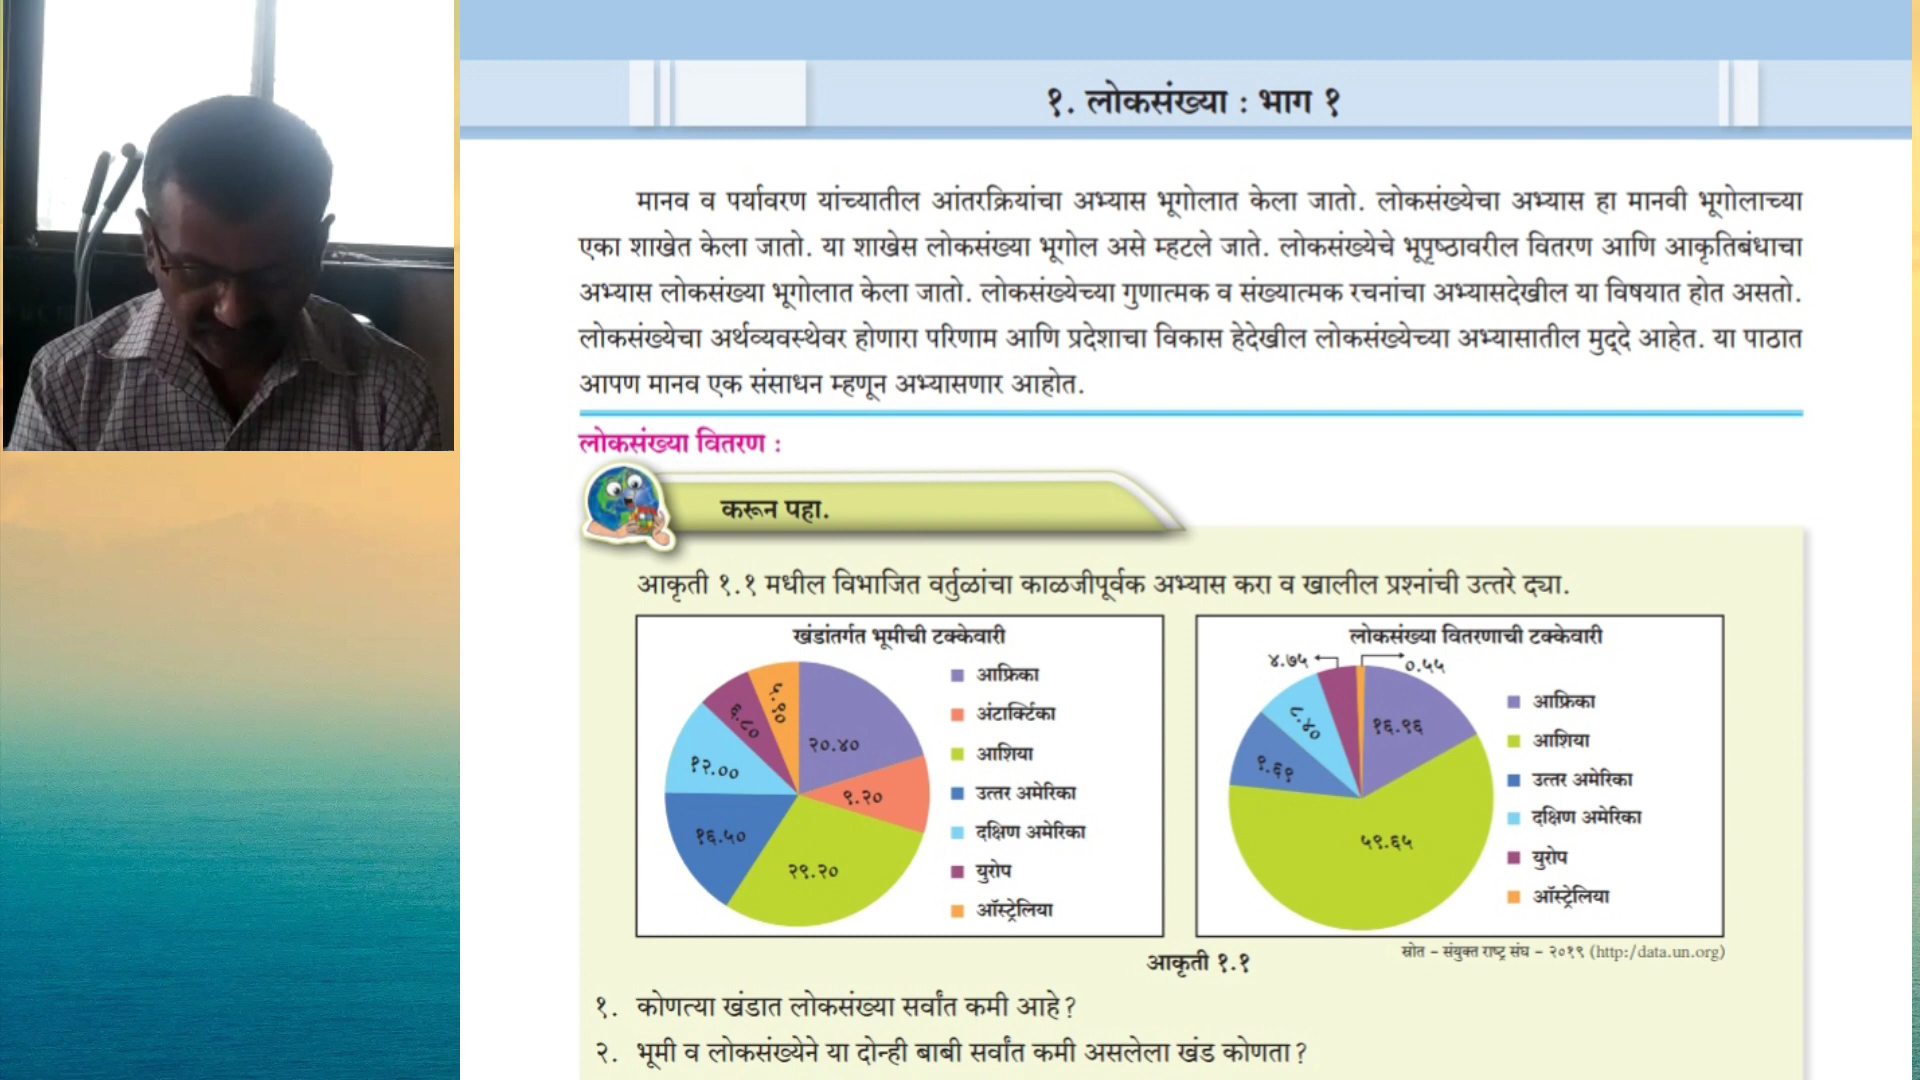 १. लोकसंख्या : भाग १
मानव व पर्यावरण यांच्यातील आंतरक्रियांचा अभ्यास भूगोलात केला जातो. लोकसंख्येचा अभ्यास हा मानवी भूगोलाच्या
एका शाखेत केला जातो. या शाखेस लोकसंख्या भूगोल असे म्हटले जाते. लोकसंख्येचे भूपृष्ठावरील वितरण आणि आकृतिबंधाचा
अभ्यास लोकसंख्या भूगोलात केला जातो. लोकसंख्येच्या गुणात्मक व संख्यात्मक रचनांचा अभ्यासदेखील या विषयात होत असतो.
लोकसंख्येचा अर्थव्यवस्थेवर होणारा परिणाम आणि प्रदेशाचा विकास हेदेखील लोकसंख्येच्या अभ्यासातील मुद्दे आहेत. या पाठात
आपण मानव एक संसाधन म्हणून अभ्यासणार आहोत.
लोकसंख्या वितरण :
करून पहा.
आकृती १.१ मधील विभाजित वर्तुळांचा काळजीपूर्वक अभ्यास करा व खालील प्रश्नांची उत्तरे द्या.
खंडांतर्गत भूमीची टक्केवारी
२०.४०
९.२०
२९.२०
१६.५०
१२.००
६.८०
५.९०
आफ्रिका
अंटार्क्टिका
आशिया
उत्तर अमेरिका
दक्षिण अमेरिका
युरोप
ऑस्ट्रेलिया
लोकसंख्या वितरणाची टक्केवारी
४.७५
०.५५
१६.९६
५९.६५
९.६९
८.४०
आफ्रिका
आशिया
उत्तर अमेरिका
दक्षिण अमेरिका
युरोप
ऑस्ट्रेलिया
आकृती १.१
स्रोत – संयुक्त राष्ट्र संघ – २०१९ (http:/data.un.org)
१. कोणत्या खंडात लोकसंख्या सर्वांत कमी आहे?
२. भूमी व लोकसंख्येने या दोन्ही बाबी सर्वांत कमी असलेला खंड कोणता?